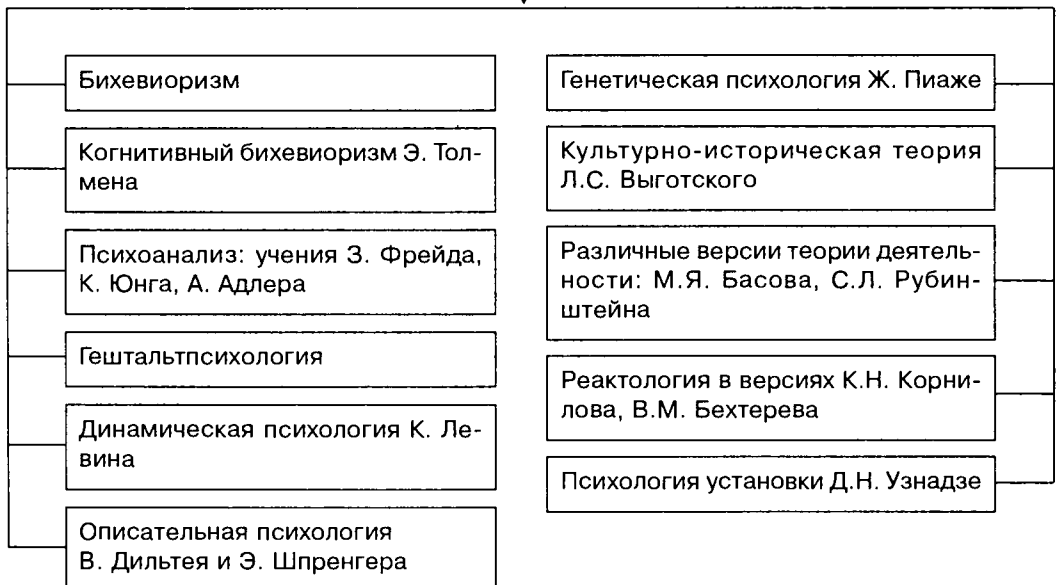 Бихевиоризм
Когнитивный бихевиоризм Э. Тол-
мена
Психоанализ: учения З. Фрейда,
К. Юнга, А. Адлера
Гештальтпсихология
Динамическая психология К. Ле-
вина
Описательная психология
В. Дильтея и Э. Шпренгера
Генетическая психология Ж. Пиаже
Культурно-историческая теория
Л.С. Выготского
Различные версии теории деятель-
ности: М.Я. Басова, С.Л. Рубин-
штейна
Реактология в версиях К.Н. Корни-
лова, В.М. Бехтерева
Психология установки Д.Н. Узнадзе